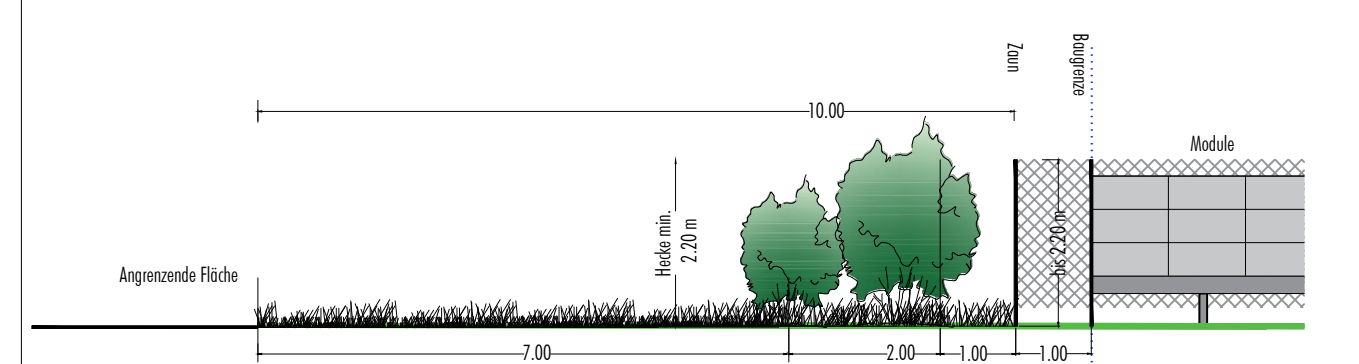 Zaun
Baugrenze
10.00
Module
Hecke min.
2.20 m
bis 2.20 m
Angrenzende Fläche
7.00
2.00
1.00
1.00